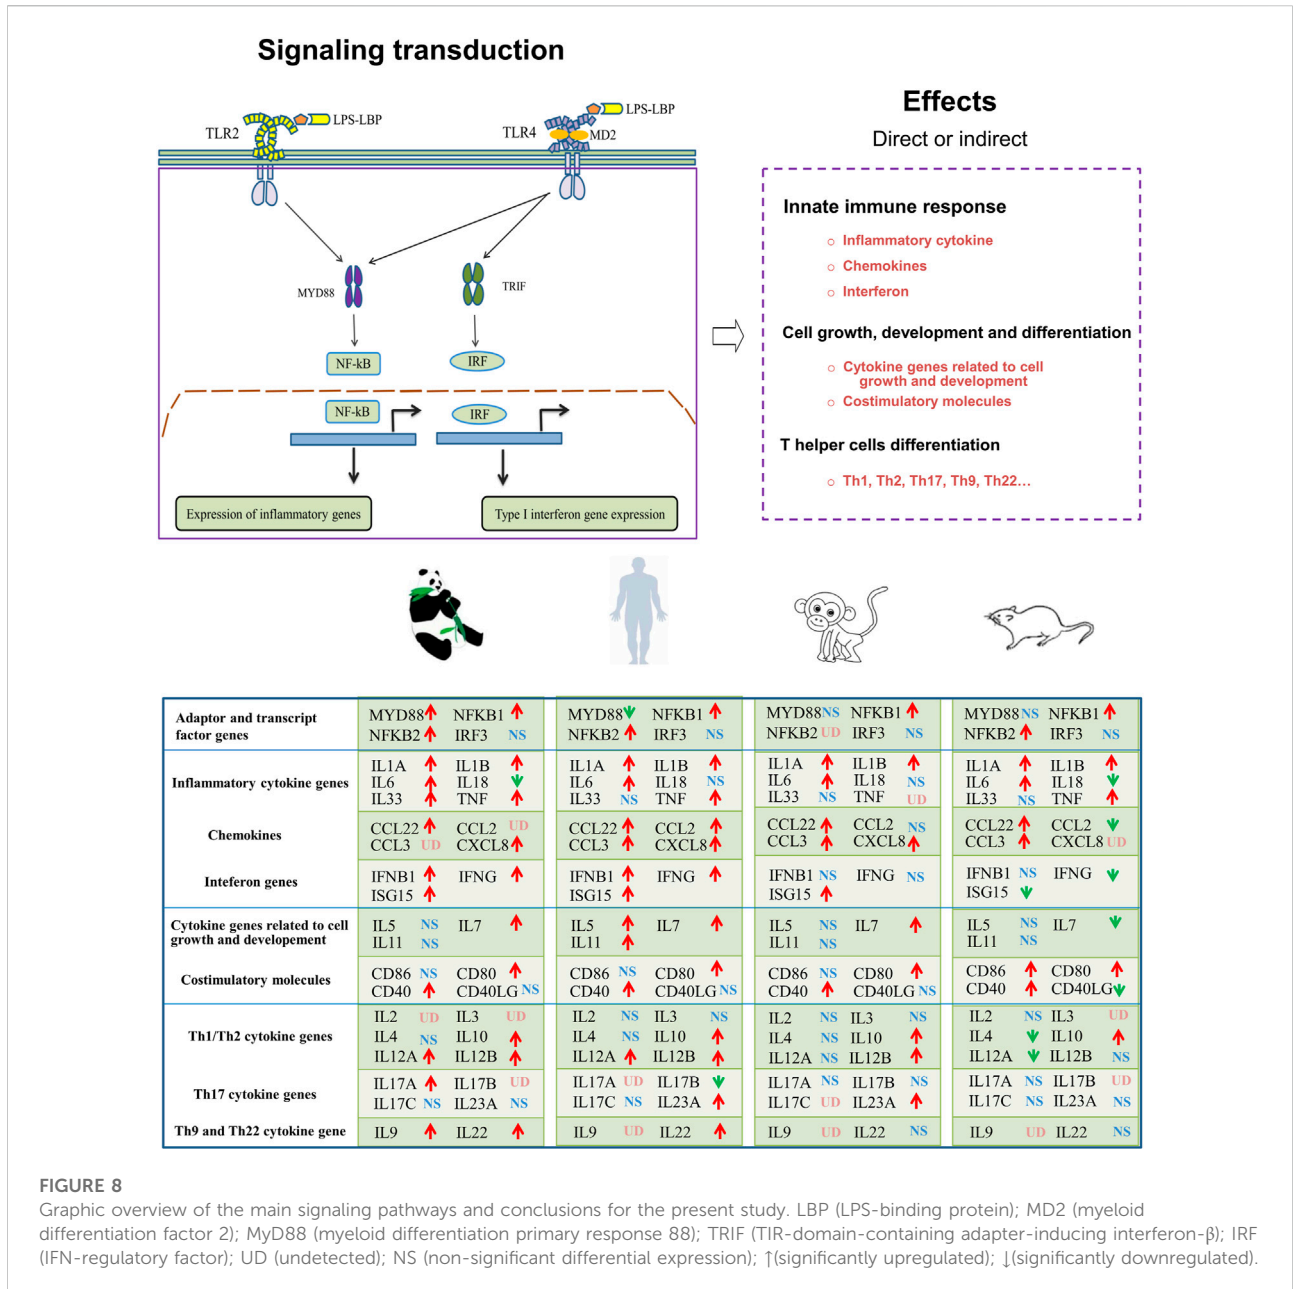 Signaling transduction
Effects
Direct or indirect
TLR2
LPS-LBP
TLR4
LPS-LBP
MD2
MYD88
TRIF
NF-kB
IRF
NF-kB
IRF
Expression of inflammatory genes
Type I interferon gene expression
Innate immune response
Inflammatory cytokine
Chemokines
Interferon
Cell growth, development and differentiation
Cytokine genes related to cell
growth and development
Costimulatory molecules
T helper cells differentiation
Th1, Th2, Th17, Th9, Th22...
Adaptor and transcript
factor genes
MYD88↑ NFKB1 ↑
NFKB2 ↑ IRF3 NS
MYD88↓ NFKB1 ↑
NFKB2 ↑ IRF3 NS
MYD88NS NFKB1 ↑
NFKB2 UD IRF3 NS
MYD88 NS NFKB1 ↑
NFKB2 ↑ IRF3 NS
Inflammatory cytokine genes
IL1A ↑ IL1B ↑
IL6 ↑ IL18 ↓
IL33 ↑ TNF ↑
IL1A ↑ IL1B ↑
IL6 ↑ IL18 NS
IL33 NS TNF ↑
IL1A ↑ IL1B ↑
IL6 ↑ IL18 NS
IL33 NS TNF UD
IL1A ↑ IL1B ↑
IL6 ↑ IL18 ↓
IL33 NS TNF ↑
Chemokines
CCL22 ↑ CCL2 UD
CCL3 UD CXCL8 ↑
CCL22 ↑ CCL2 ↑
CCL3 ↑ CXCL8 ↑
CCL22 ↑ CCL2 NS
CCL3 ↑ CXCL8 ↑
CCL22 ↑ CCL2 ↓
CCL3 ↑ CXCL8 UD
Inteferon genes
IFNB1 ↑ IFNG ↑
ISG15 ↑
IFNB1 ↑ IFNG ↑
ISG15 ↑
IFNB1 NS IFNG NS
ISG15 ↑
IFNB1 NS IFNG ↓
ISG15 ↓
Cytokine genes related to cell
growth and developement
IL5 NS IL7 ↑
IL11 NS
IL5 ↑ IL7 ↑
IL11 ↑
IL5 NS IL7 ↑
IL11 NS
IL5 NS IL7 ↓
IL11 NS
Costimulatory molecules
CD86 NS CD80 ↑
CD40 ↑ CD40LG NS
CD86 NS CD80 ↑
CD40 ↑ CD40LG NS
CD86 NS CD80 ↑
CD40 ↑ CD40LG NS
CD86 ↑ CD80 ↑
CD40 ↑ CD40LG ↓
Th1/Th2 cytokine genes
IL2 UD IL3 UD
IL4 NS IL10 ↑
IL12A ↑ IL12B ↑
IL2 NS IL3 NS
IL4 NS IL10 ↑
IL12A ↑ IL12B ↑
IL2 NS IL3 NS
IL4 NS IL10 ↑
IL12A NS IL12B ↑
IL2 NS IL3 UD
IL4 ↓ IL10 ↑
IL12A ↓ IL12B NS
Th17 cytokine genes
IL17A ↑ IL17B UD
IL17C NS IL23A NS
IL17A UD IL17B ↓
IL17C NS IL23A ↑
IL17A NS IL17B NS
IL17C UD IL23A ↑
IL17A NS IL17B UD
IL17C NS IL23A NS
Th9 and Th22 cytokine gene
IL9 ↑ IL22 ↑
IL9 UD IL22 ↑
IL9 UD IL22 NS
IL9 UD IL22 NS
FIGURE 8
Graphic overview of the main signaling pathways and conclusions for the present study. LBP (LPS-binding protein); MD2 (myeloid
differentiation factor 2); MyD88 (myeloid differentiation primary response 88); TRIF (TIR-domain-containing adapter-inducing interferon-β); IRF
(IFN-regulatory factor); UD (undetected); NS (non-significant differential expression); ↑(significantly upregulated); ↓(significantly downregulated).